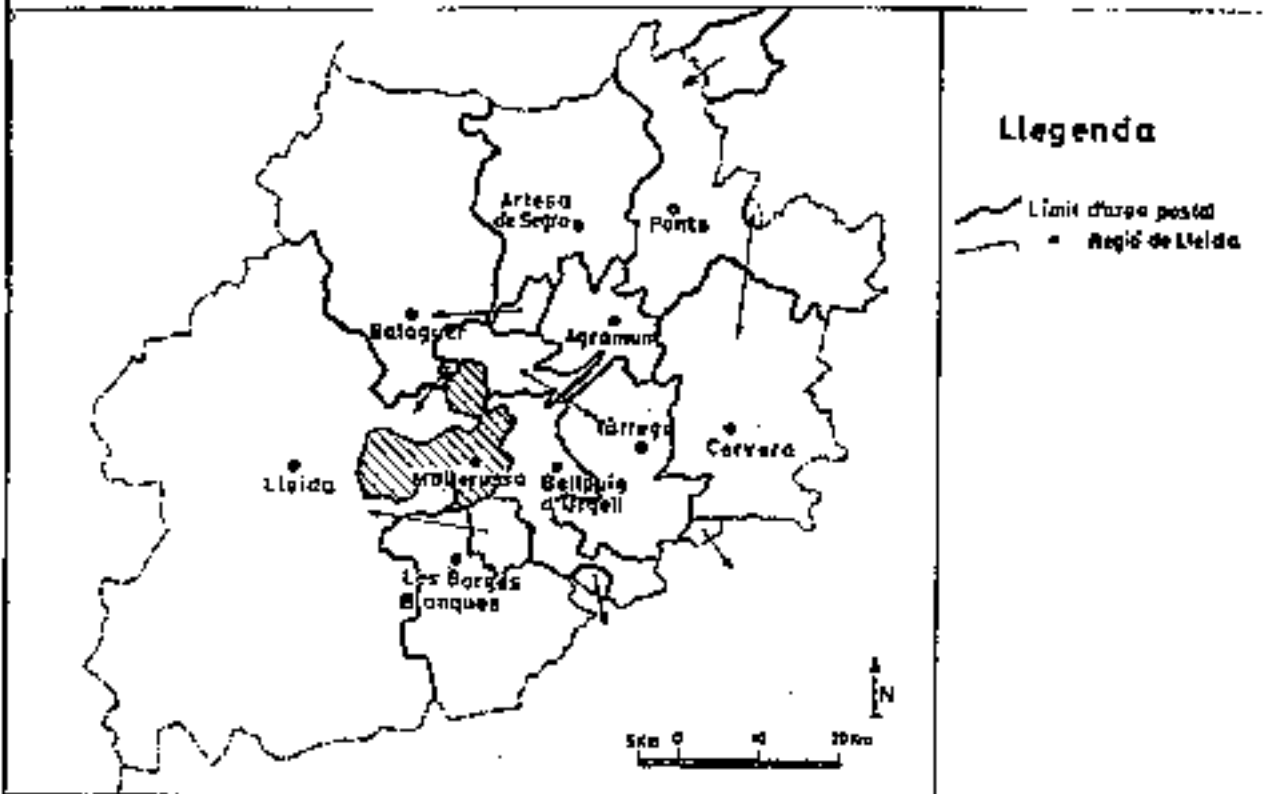 Llegenda
Límit d'area postal
Regió de Lleida
Artesa
de Segre
Ponts
Balaguer
Agramun
Tàrrega
Cervera
Lleida
Mollerussa
Bellpuig
d'Urgell
Les Borges
Blanques
N
5Km 0 10 20Km